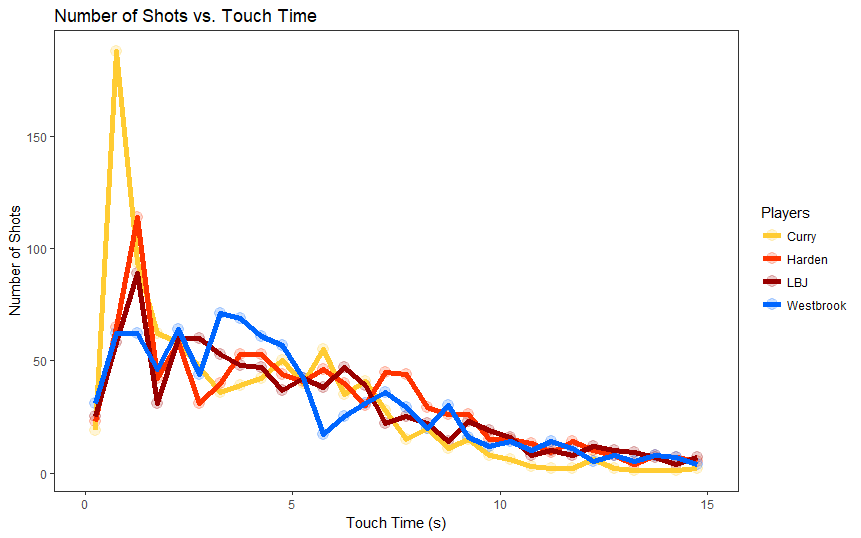 Number of Shots vs. Touch Time
Number of Shots
150
100
50
0
0
5
10
15
Touch Time (s)
Players
Curry
Harden
LBJ
Westbrook